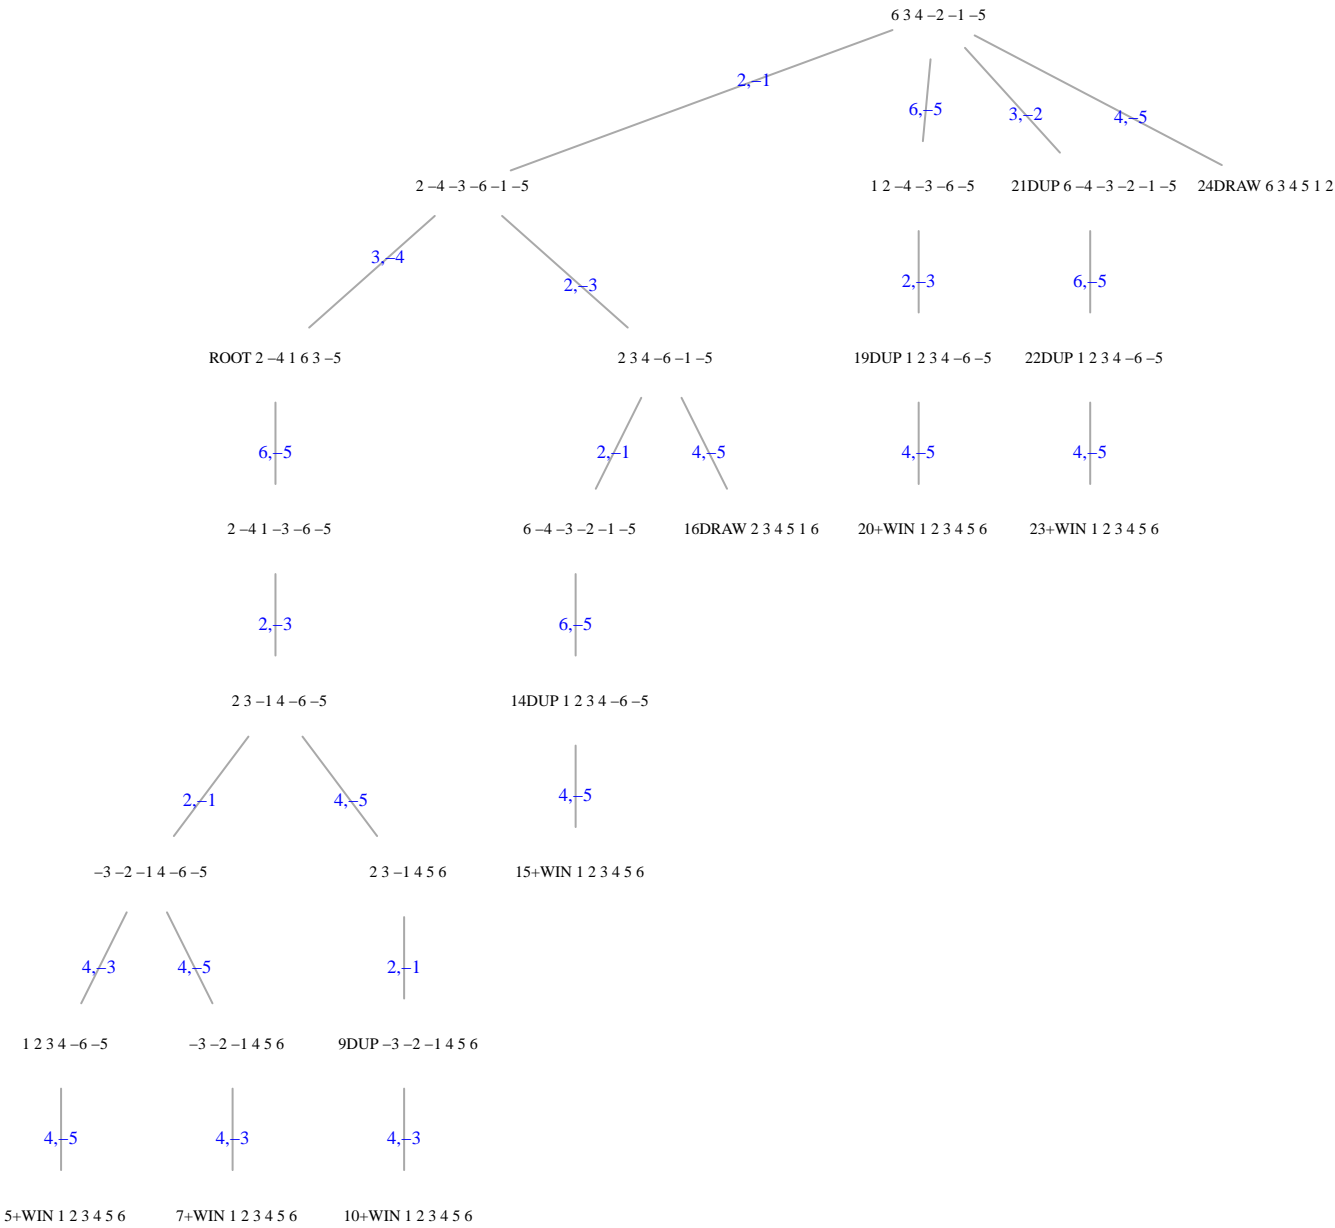 6 3 4 −2 −1 −5
2,−1
6,−5
3,−2
4,−5
2 −4 −3 −6 −1 −5
1 2 −4 −3 −6 −5
21DUP 6 −4 −3 −2 −1 −5
24DRAW 6 3 4 5 1 2
3,−4
2,−3
2,−3
6,−5
ROOT 2 −4 1 6 3 −5
2 3 4 −6 −1 −5
19DUP 1 2 3 4 −6 −5
22DUP 1 2 3 4 −6 −5
6,−5
2,−1
4,−5
4,−5
4,−5
2 −4 1 −3 −6 −5
6 −4 −3 −2 −1 −5
16DRAW 2 3 4 5 1 6
20+WIN 1 2 3 4 5 6
23+WIN 1 2 3 4 5 6
2,−3
6,−5
2 3 −1 4 −6 −5
14DUP 1 2 3 4 −6 −5
2,−1
4,−5
4,−5
−3 −2 −1 4 −6 −5
2 3 −1 4 5 6
15+WIN 1 2 3 4 5 6
4,−3
4,−5
2,−1
1 2 3 4 −6 −5
−3 −2 −1 4 5 6
9DUP −3 −2 −1 4 5 6
4,−5
4,−3
4,−3
5+WIN 1 2 3 4 5 6
7+WIN 1 2 3 4 5 6
10+WIN 1 2 3 4 5 6